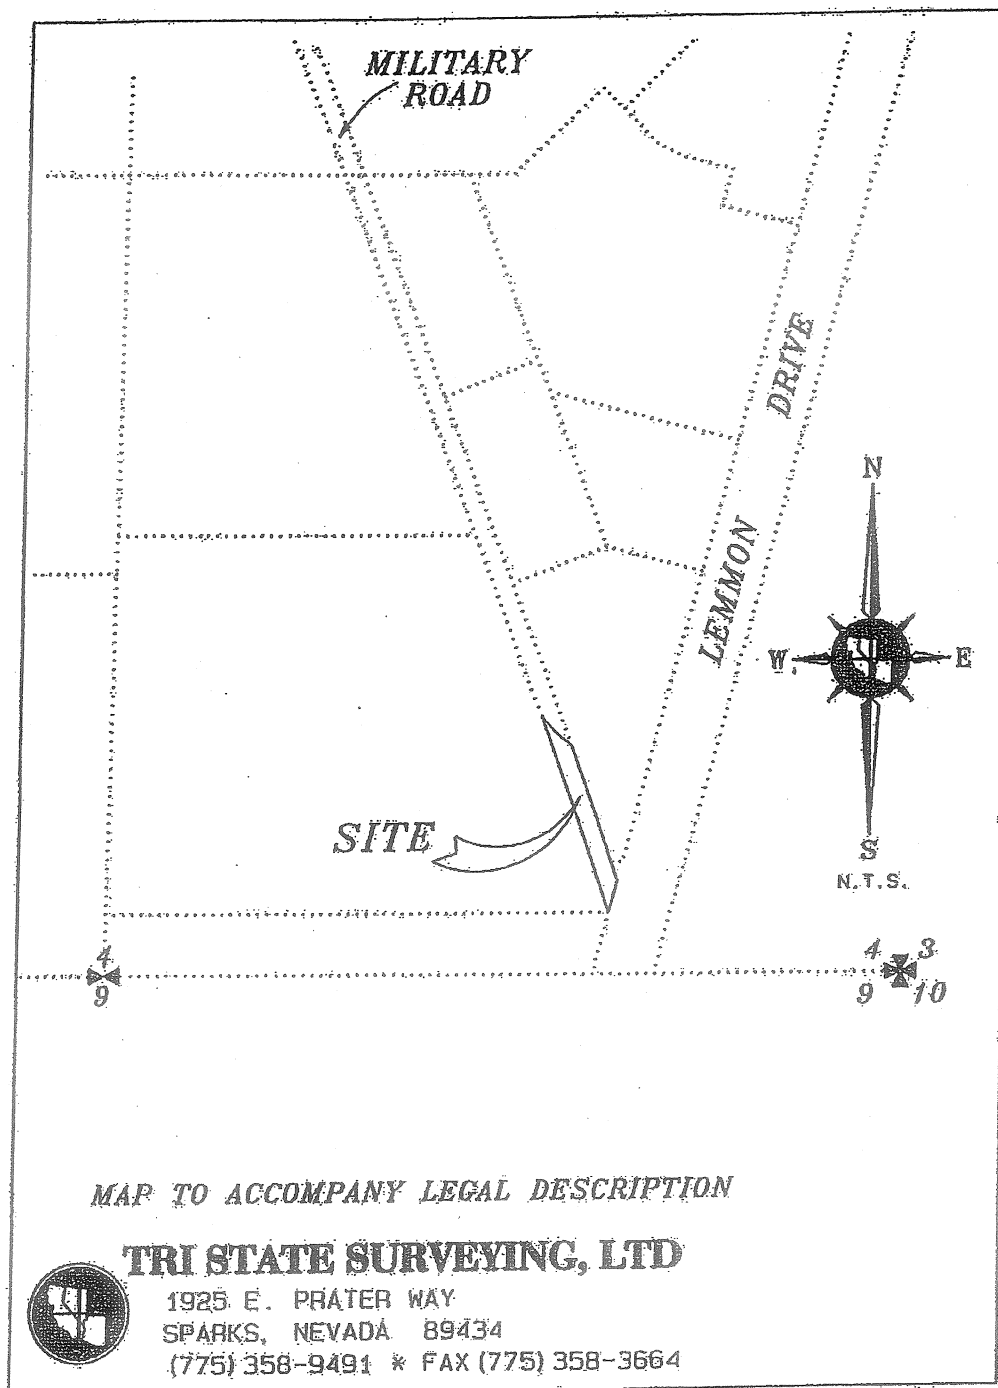 MILITARY
ROAD
DRIVE
LEMMON
N
W.
E
S
N.T.S.
SITE
4
9
4 3
9 10
MAP TO ACCOMPANY LEGAL DESCRIPTION
TRI STATE SURVEYING, LTD
1925 E. PRATER WAY
SPARKS, NEVADA 89434
(775) 358-9491 * FAX (775) 358-3664